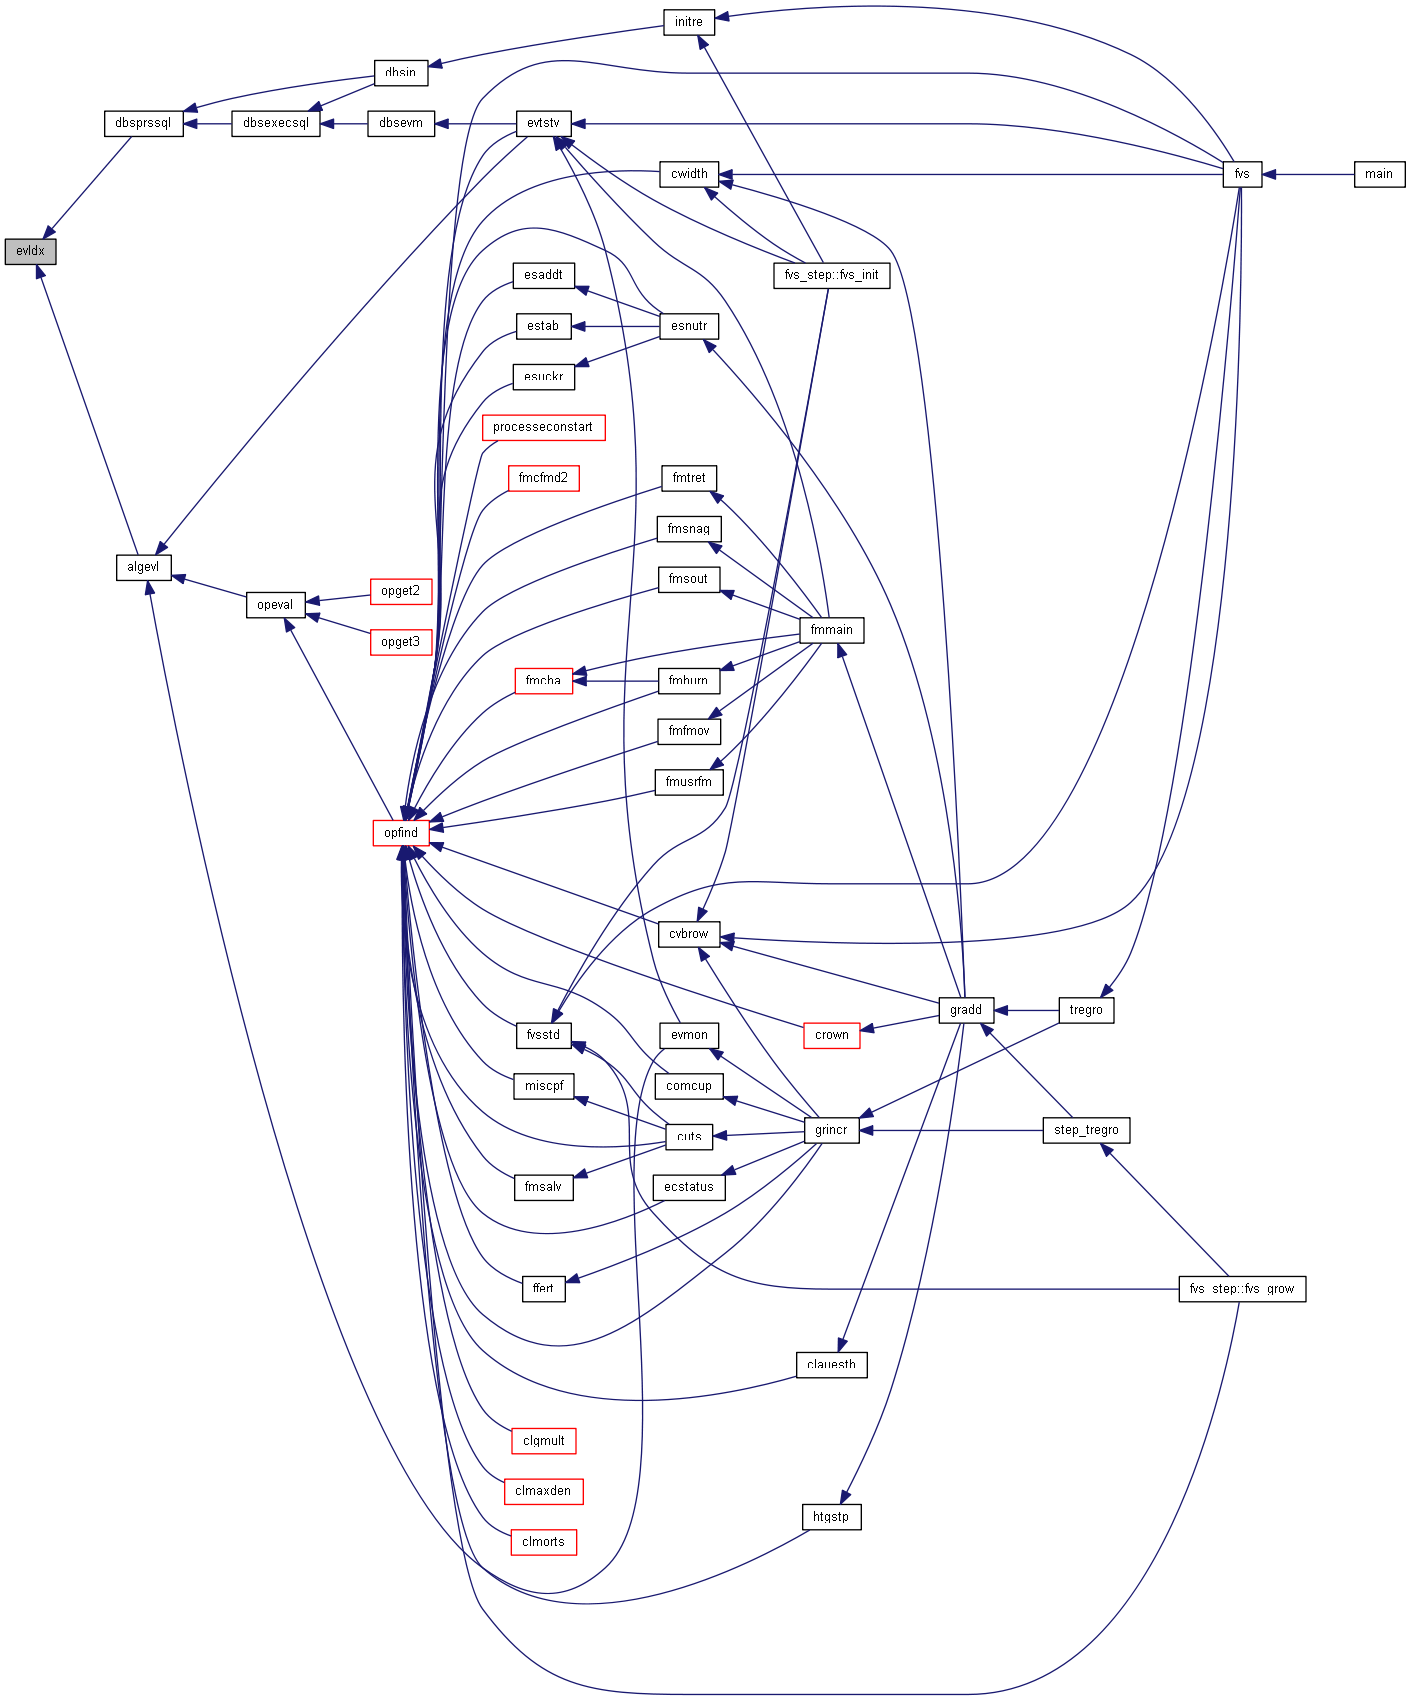 initre
dbsin
dbsprssql
dbsexecsql
dbsevm
evtstv
cwidth
fvs
main
evldx
esaddt
fvs_step::fvs_init
estab
esnutr
esuckr
processeconstart
fmcfmd2
fmtret
fmsnag
algevl
fmsout
opget2
opeval
opget3
fmmain
fmcba
fmburn
fmfmov
fmusrfm
opfind
cvbrow
gradd
tregro
fvsstd
evmon
crown
miscpf
comcup
cuts
grincr
step_tregro
fmsalv
ecstatus
ffert
fvs_step::fvs_grow
clauestb
clgmult
clmaxden
htgstp
clmorts